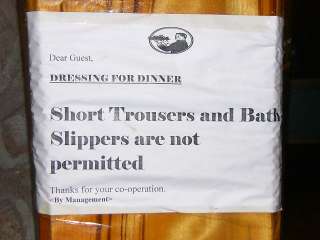 Dear Guest,
DRESSING FOR DINNER
Short Trousers and Bath
Slippers are not
permitted
Thanks for your co-operation.
<By Management>